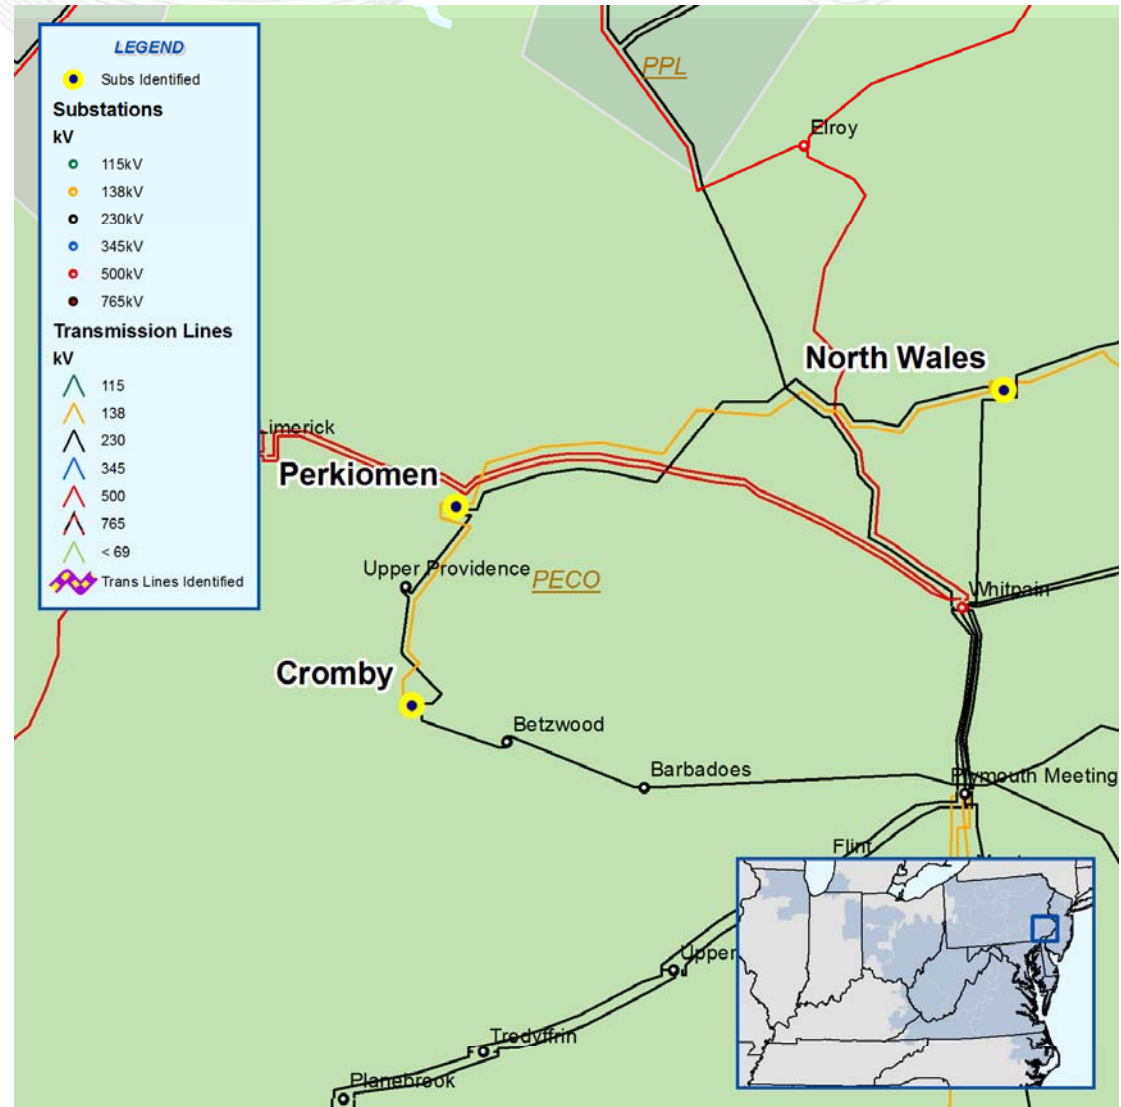 LEGEND
Subs Identified
Substations
kV
115kV
138kV
230kV
345kV
500kV
765kV
Transmission Lines
kV
115
138
230
345
500
765
< 69
Trans Lines Identified
PPL
Elroy
North Wales
Limerick
Perkiomen
Upper Providence
PECO
Whitpain
Cromby
Betzwood
Barbadoes
Plymouth Meeting
Flint
Upper
Tredyffrin
Planebrook